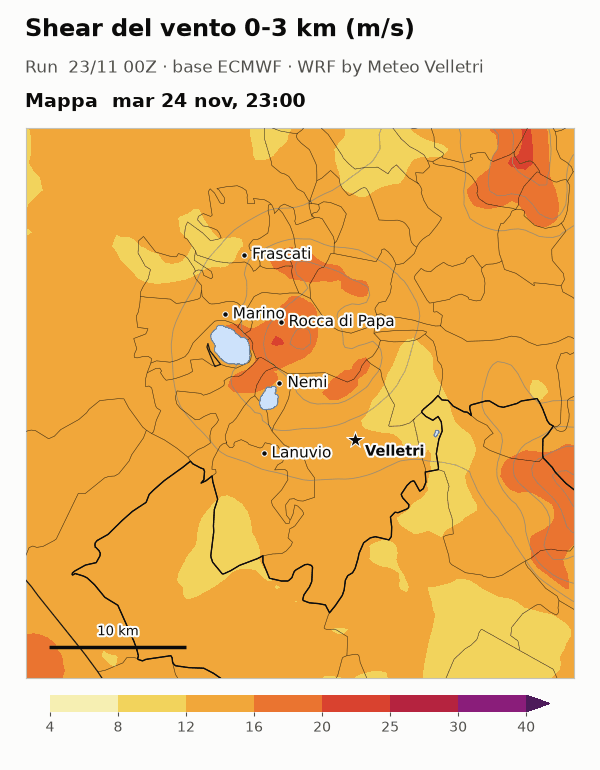 Shear del vento 0-3 km (m/s)
Run  23/11 00Z · base ECMWF · WRF by Meteo Velletri
Mappa  mar 24 nov, 23:00
Frascati
Marino
Rocca di Papa
Nemi
Velletri
Lanuvio
10 km
4 8 12 16 20 25 30 40